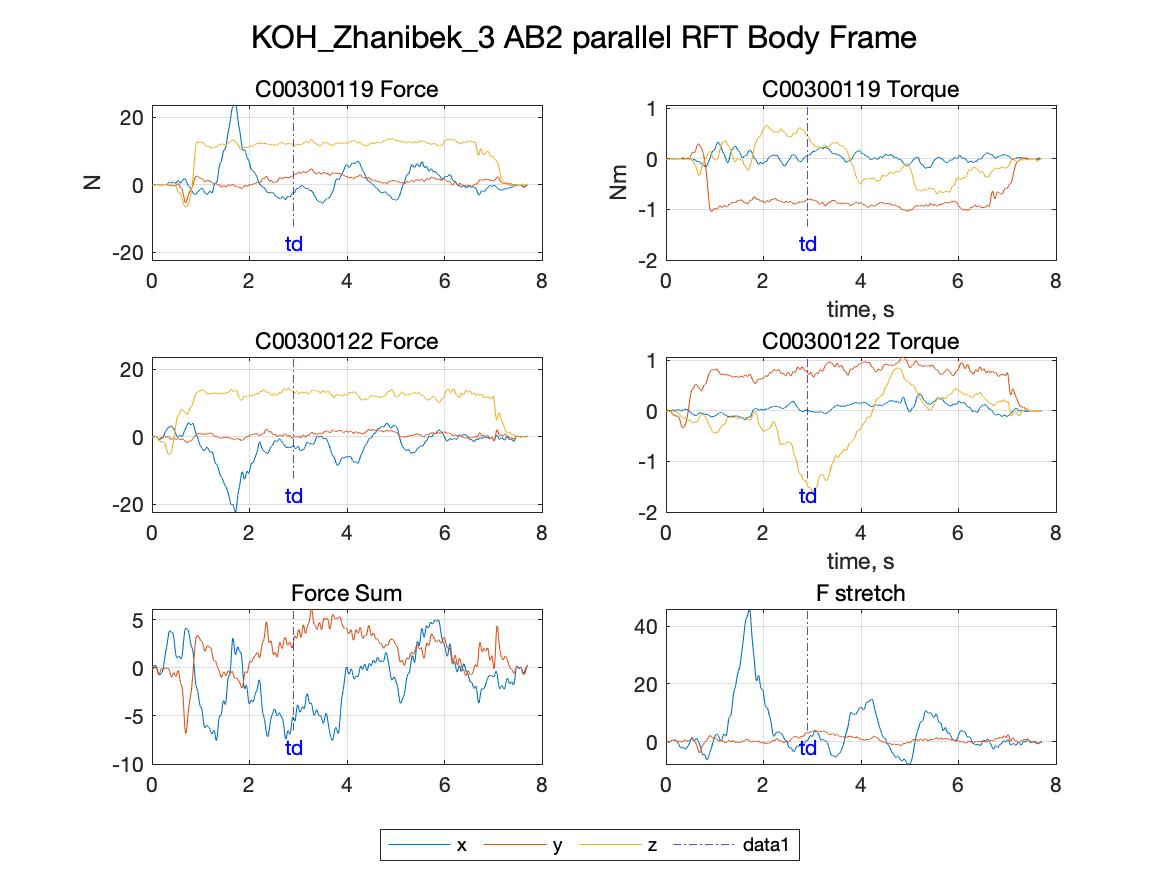 KOH_Zhanibek_3 AB2 parallel RFT Body Frame
C00300119 Force
20
0
-20
N
td
0 2 4 6 8
C00300119 Torque
1
0
-1
-2
Nm
td
0 2 4 6 8
time, s
C00300122 Force
20
0
-20
td
0 2 4 6 8
C00300122 Torque
1
0
-1
-2
td
0 2 4 6 8
time, s
Force Sum
5
0
-5
-10
td
0 2 4 6 8
F stretch
40
20
0
td
0 2 4 6 8
x y z data1